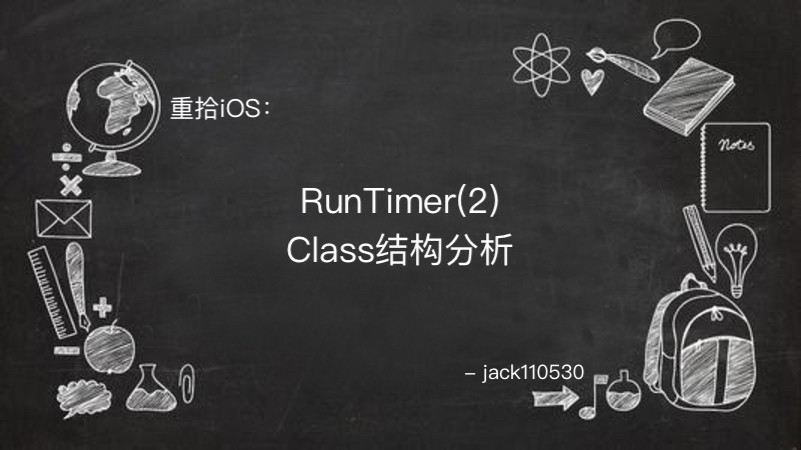 重拾iOS：
Notes
RunTimer(2)
Class结构分析
- jack110530